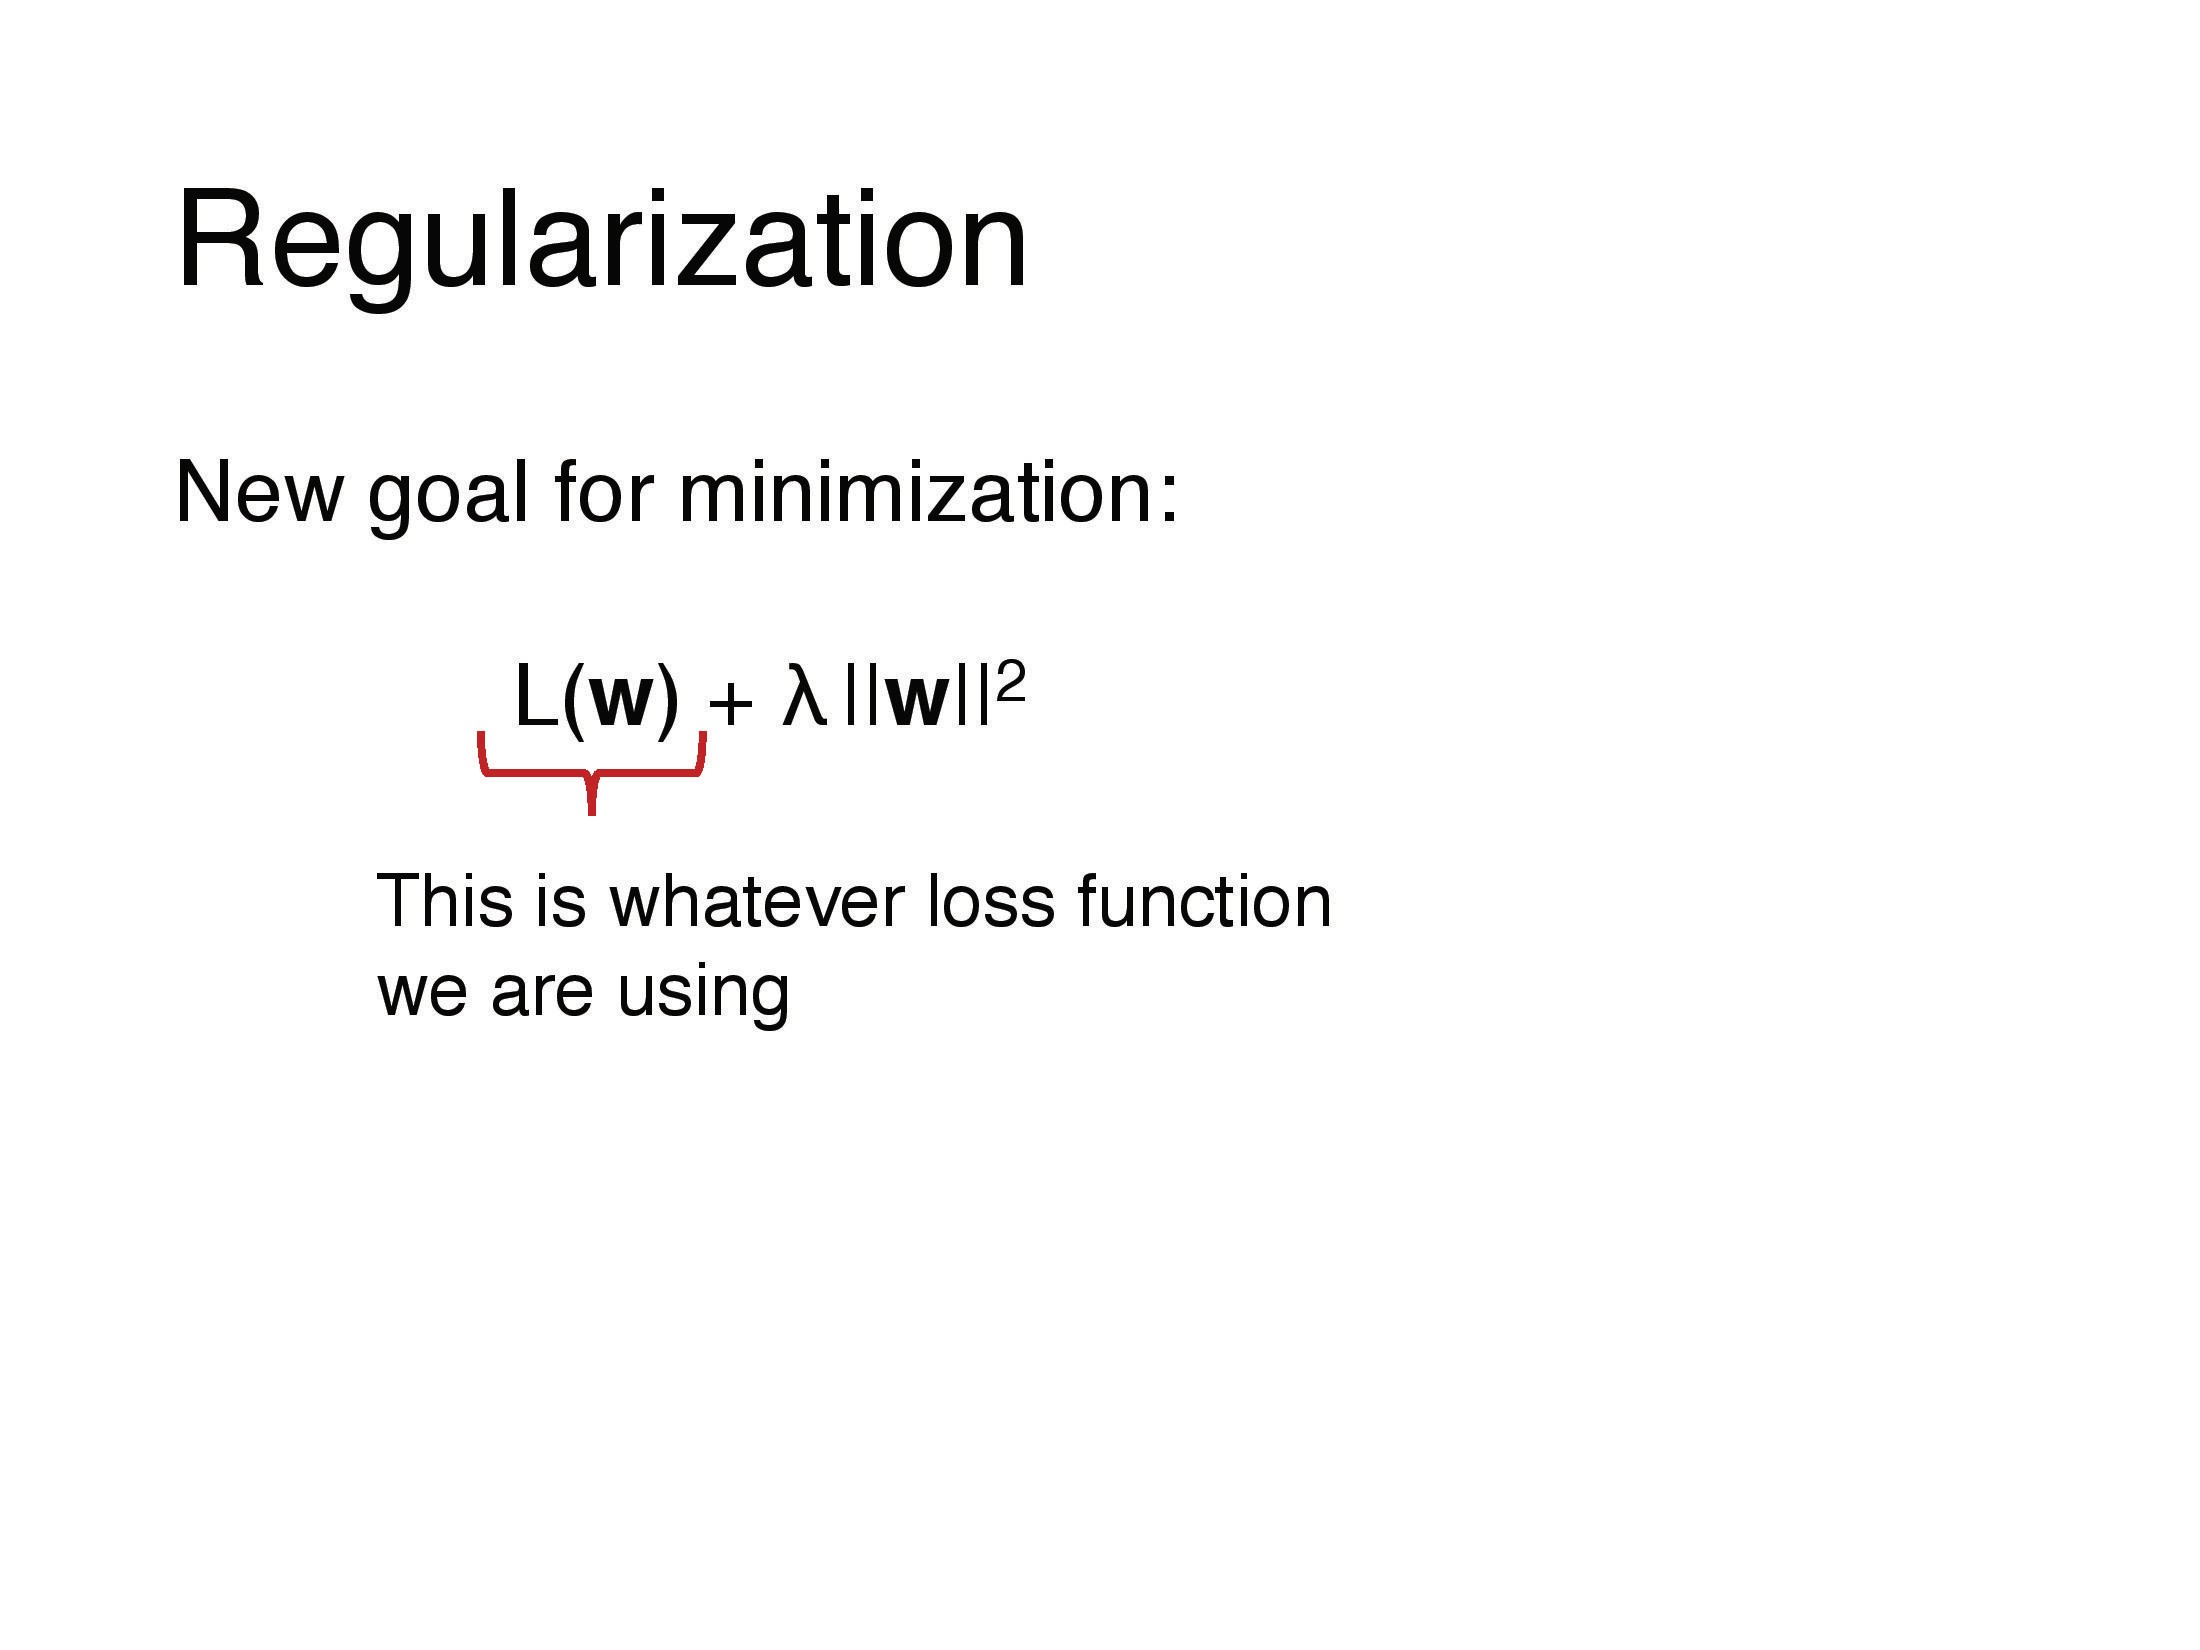 Regularization
New goal for minimization:
L(w) + λ||w||²
This is whatever loss function
we are using